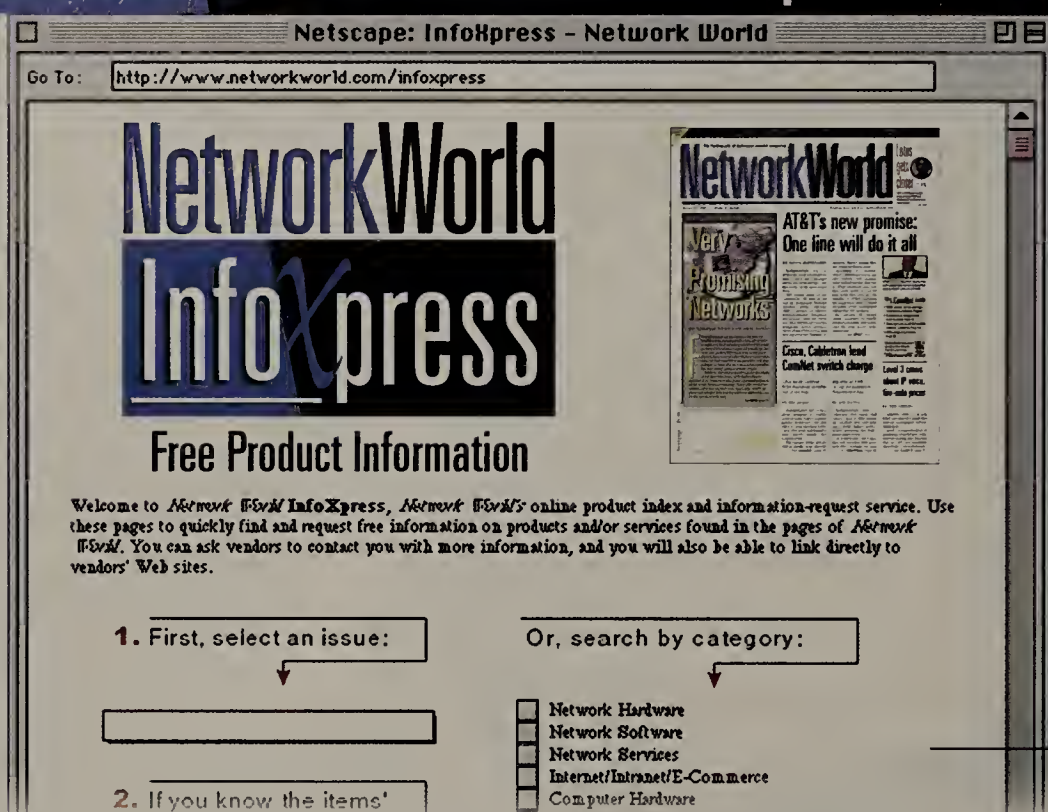 Netscape: InfoXpress - Network World
Go To: http://www.networkworld.com/infoxpress
NetworkWorld
InfoXpress
Free Product Information
NetworkWorld
AT&T's new promise:
One line will do it all
Very
Promising
Networks
Cisco, Cabletron lead
ComNet switch charge
Level 3 comes
Welcome to Network World InfoXpress, Network World's online product index and information-request service. Use
these pages to quickly find and request free information on products and/or services found in the pages of Network
World. You can ask vendors to contact you with more information, and you will also be able to link directly to
vendors' Web sites.
1. First, select an issue:
2. If you know the items'
Or, search by category:
Network Hardware
Network Software
Network Services
Internet/Intranet/E-Commerce
Computer Hardware